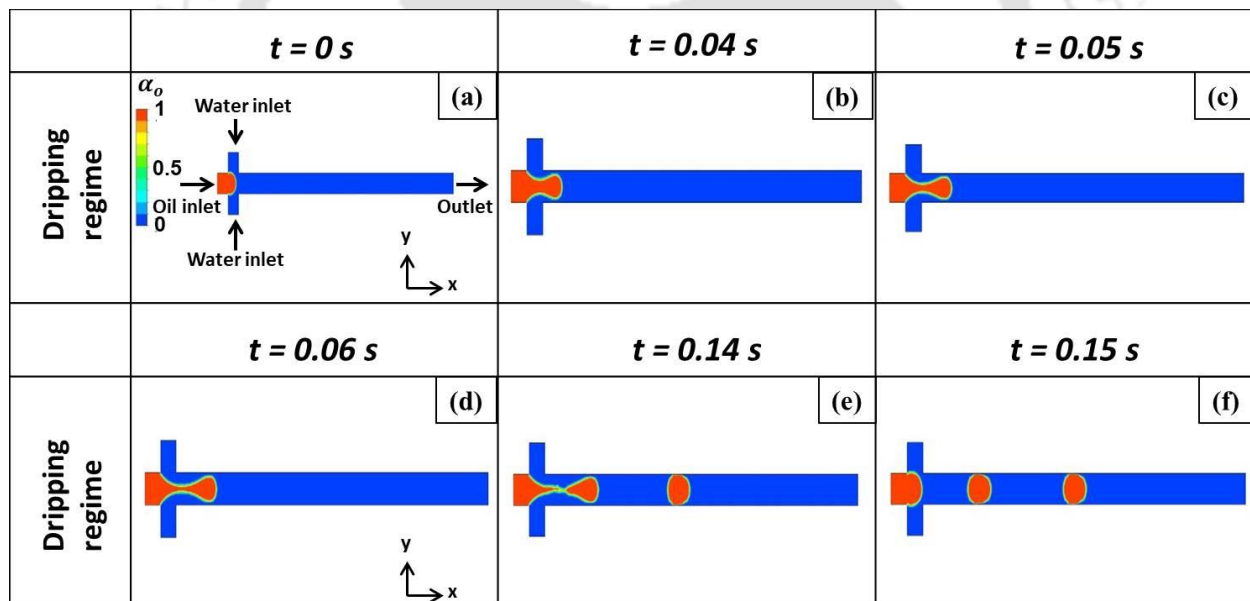 t = 0 s
t = 0.04 s
t = 0.05 s
Dripping
regime
αₒ
1
0.5
0
Water inlet
Oil inlet
Outlet
Water inlet
y
x
(a)
(b)
(c)
t = 0.06 s
t = 0.14 s
t = 0.15 s
Dripping
regime
y
x
(d)
(e)
(f)